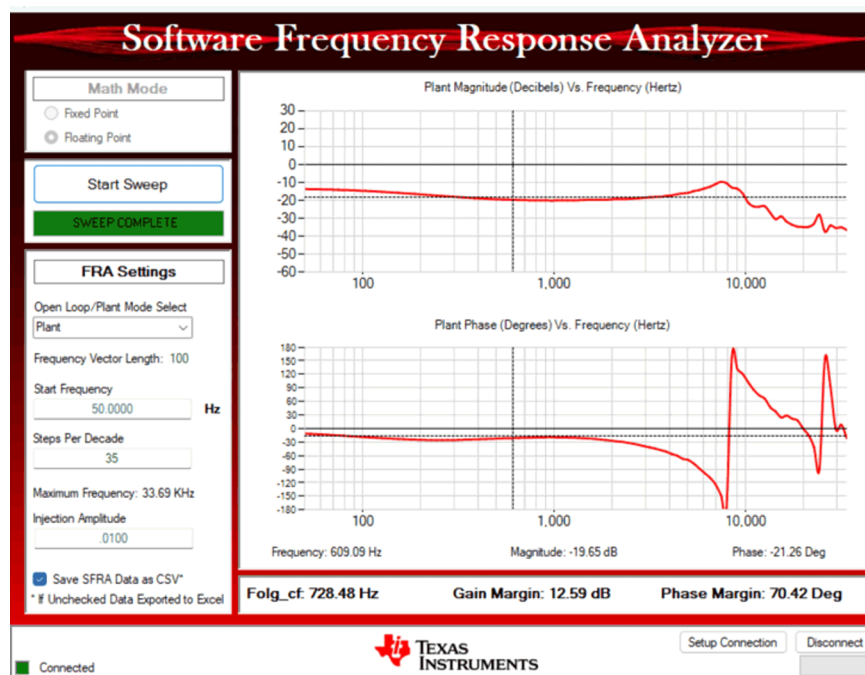 Software Frequency Response Analyzer
Math Mode
Fixed Point
Floating Point
Start Sweep
SWEEP COMPLETE
FRA Settings
Open Loop/Plant Mode Select
Plant
Frequency Vector Length: 100
Start Frequency
50.0000 Hz
Steps Per Decade
35
Maximum Frequency: 33.69 KHz
Injection Amplitude
.0100
Save SFRA Data as CSV*
* If Unchecked Data Exported to Excel
Plant Magnitude (Decibels) Vs. Frequency (Hertz)
30
20
10
0
-10
-20
-30
-40
-50
-60
100 1,000 10,000
Plant Phase (Degrees) Vs. Frequency (Hertz)
180
150
120
90
60
30
0
-30
-60
-90
-120
-150
-180
100 1,000 10,000
Frequency: 609.09 Hz Magnitude: -19.65 dB Phase: -21.26 Deg
Folg_cf: 728.48 Hz Gain Margin: 12.59 dB Phase Margin: 70.42 Deg
Connected
TEXAS
INSTRUMENTS
Setup Connection Disconnect